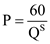 P = 60 / Q^S